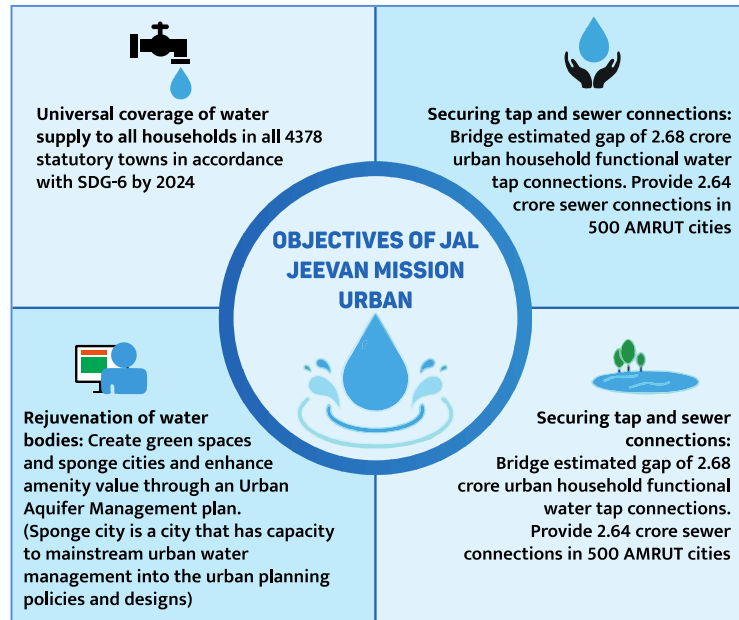 Universal coverage of water
supply to all households in all 4378
statutory towns in accordance
with SDG-6 by 2024
Securing tap and sewer connections:
Bridge estimated gap of 2.68 crore
urban household functional water
tap connections. Provide 2.64
crore sewer connections in
500 AMRUT cities
OBJECTIVES OF JAL
JEEVAN MISSION
URBAN
Rejuvenation of water
bodies: Create green spaces
and sponge cities and enhance
amenity value through an Urban
Aquifer Management plan.
(Sponge city is a city that has capacity
to mainstream urban water
management into the urban planning
policies and designs)
Securing tap and sewer
connections:
Bridge estimated gap of 2.68
crore urban household functional
water tap connections.
Provide 2.64 crore sewer
connections in 500 AMRUT cities